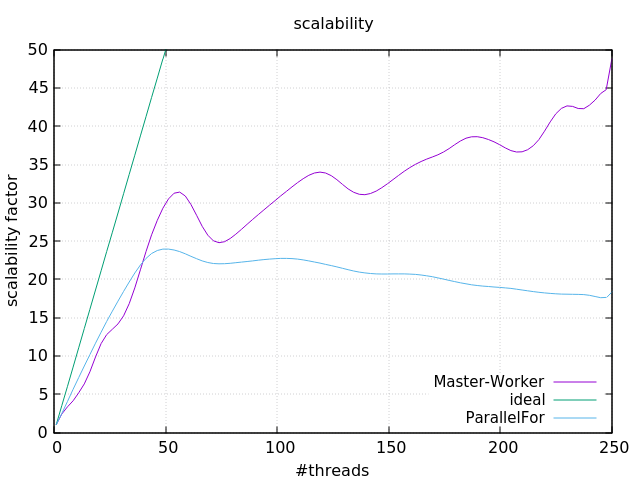 scalability
50
45
40
35
30
25
20
15
10
5
0
scalability factor
Master-Worker
ideal
ParallelFor
0 50 100 150 200 250
#threads